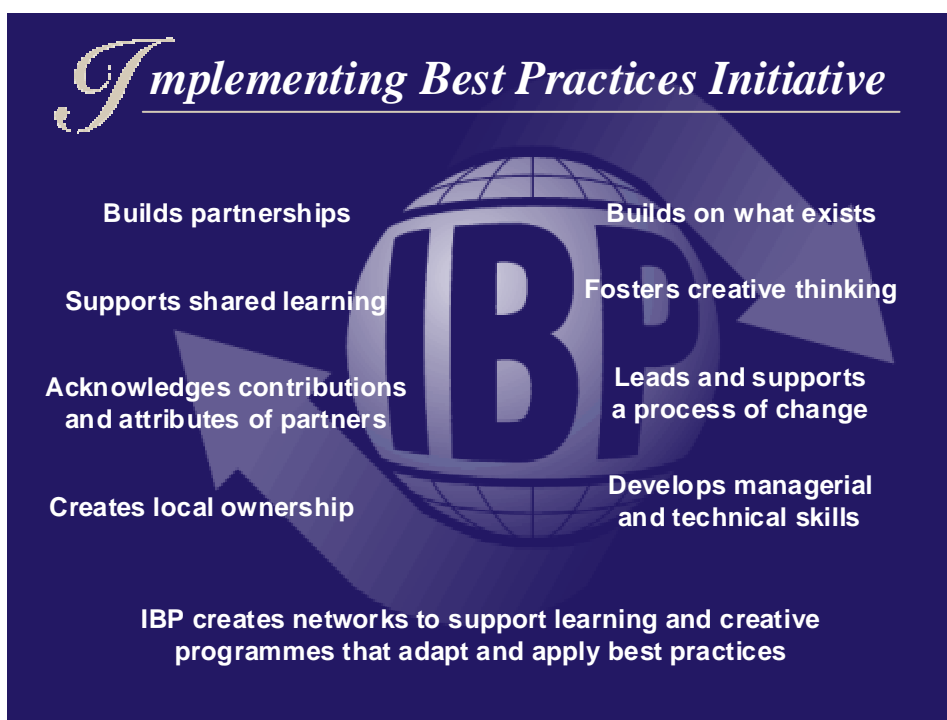 Implementing Best Practices Initiative
Builds partnerships
Supports shared learning
Acknowledges contributions
and attributes of partners
Creates local ownership
IBP
Builds on what exists
Fosters creative thinking
Leads and supports
a process of change
Develops managerial
and technical skills
IBP creates networks to support learning and creative
programmes that adapt and apply best practices